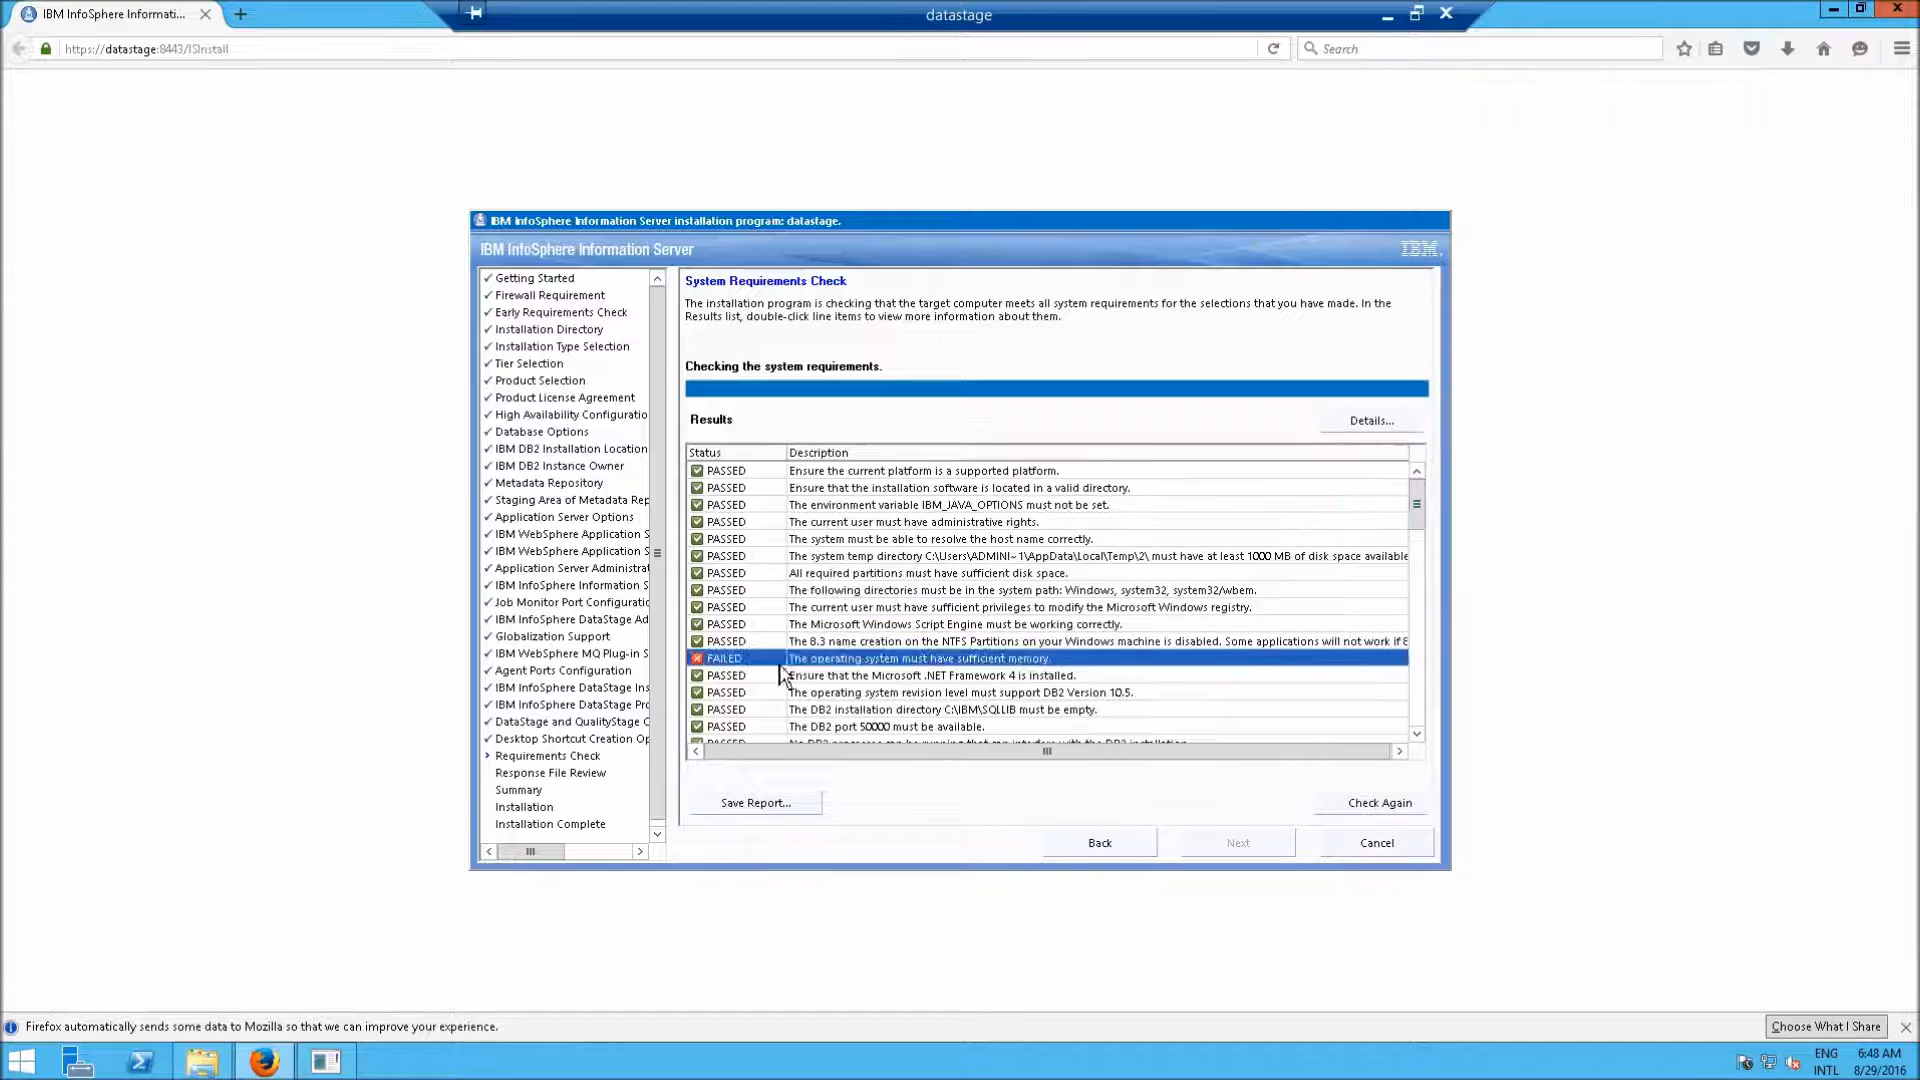 IBM InfoSphere Informati...
datastage
https://datastage:8443/ISInstall
Search
IBM InfoSphere Information Server installation program: datastage.
IBM InfoSphere Information Server
IBM
Getting Started
Firewall Requirement
Early Requirements Check
Installation Directory
Installation Type Selection
Tier Selection
Product Selection
Product License Agreement
High Availability Configuratio
Database Options
IBM DB2 Installation Location
IBM DB2 Instance Owner
Metadata Repository
Staging Area of Metadata Rep
Application Server Options
IBM WebSphere Application S
IBM WebSphere Application S
Application Server Administra
IBM InfoSphere Information S
Job Monitor Port Configuratio
IBM InfoSphere DataStage Ad
Globalization Support
IBM WebSphere MQ Plug-in S
Agent Ports Configuration
IBM InfoSphere DataStage Ins
IBM InfoSphere DataStage Pro
DataStage and QualityStage C
Desktop Shortcut Creation Op
Requirements Check
Response File Review
Summary
Installation
Installation Complete
System Requirements Check
The installation program is checking that the target computer meets all system requirements for the selections that you have made. In the
Results list, double-click line items to view more information about them.
Checking the system requirements.
Results
Details...
Status Description
PASSED Ensure the current platform is a supported platform.
PASSED Ensure that the installation software is located in a valid directory.
PASSED The environment variable IBM_JAVA_OPTIONS must not be set.
PASSED The current user must have administrative rights.
PASSED The system must be able to resolve the host name correctly.
PASSED The system temp directory C:\Users\ADMINI~1\AppData\Local\Temp\2\ must have at least 1000 MB of disk space available
PASSED All required partitions must have sufficient disk space.
PASSED The following directories must be in the system path: Windows, system32, system32/wbem.
PASSED The current user must have sufficient privileges to modify the Microsoft Windows registry.
PASSED The Microsoft Windows Script Engine must be working correctly.
PASSED The 8.3 name creation on the NTFS Partitions on your Windows machine is disabled. Some applications will not work if 8
FAILED The operating system must have sufficient memory.
PASSED Ensure that the Microsoft .NET Framework 4 is installed.
PASSED The operating system revision level must support DB2 Version 10.5.
PASSED The DB2 installation directory C:\IBM\SQLLIB must be empty.
PASSED The DB2 port 50000 must be available.
PASSED No DB2 processes can be running that can interfere with the DB2 installation.
Save Report...
Check Again
Back
Next
Cancel
Firefox automatically sends some data to Mozilla so that we can improve your experience.
Choose What I Share
ENG
INTL
6:48 AM
8/29/2016